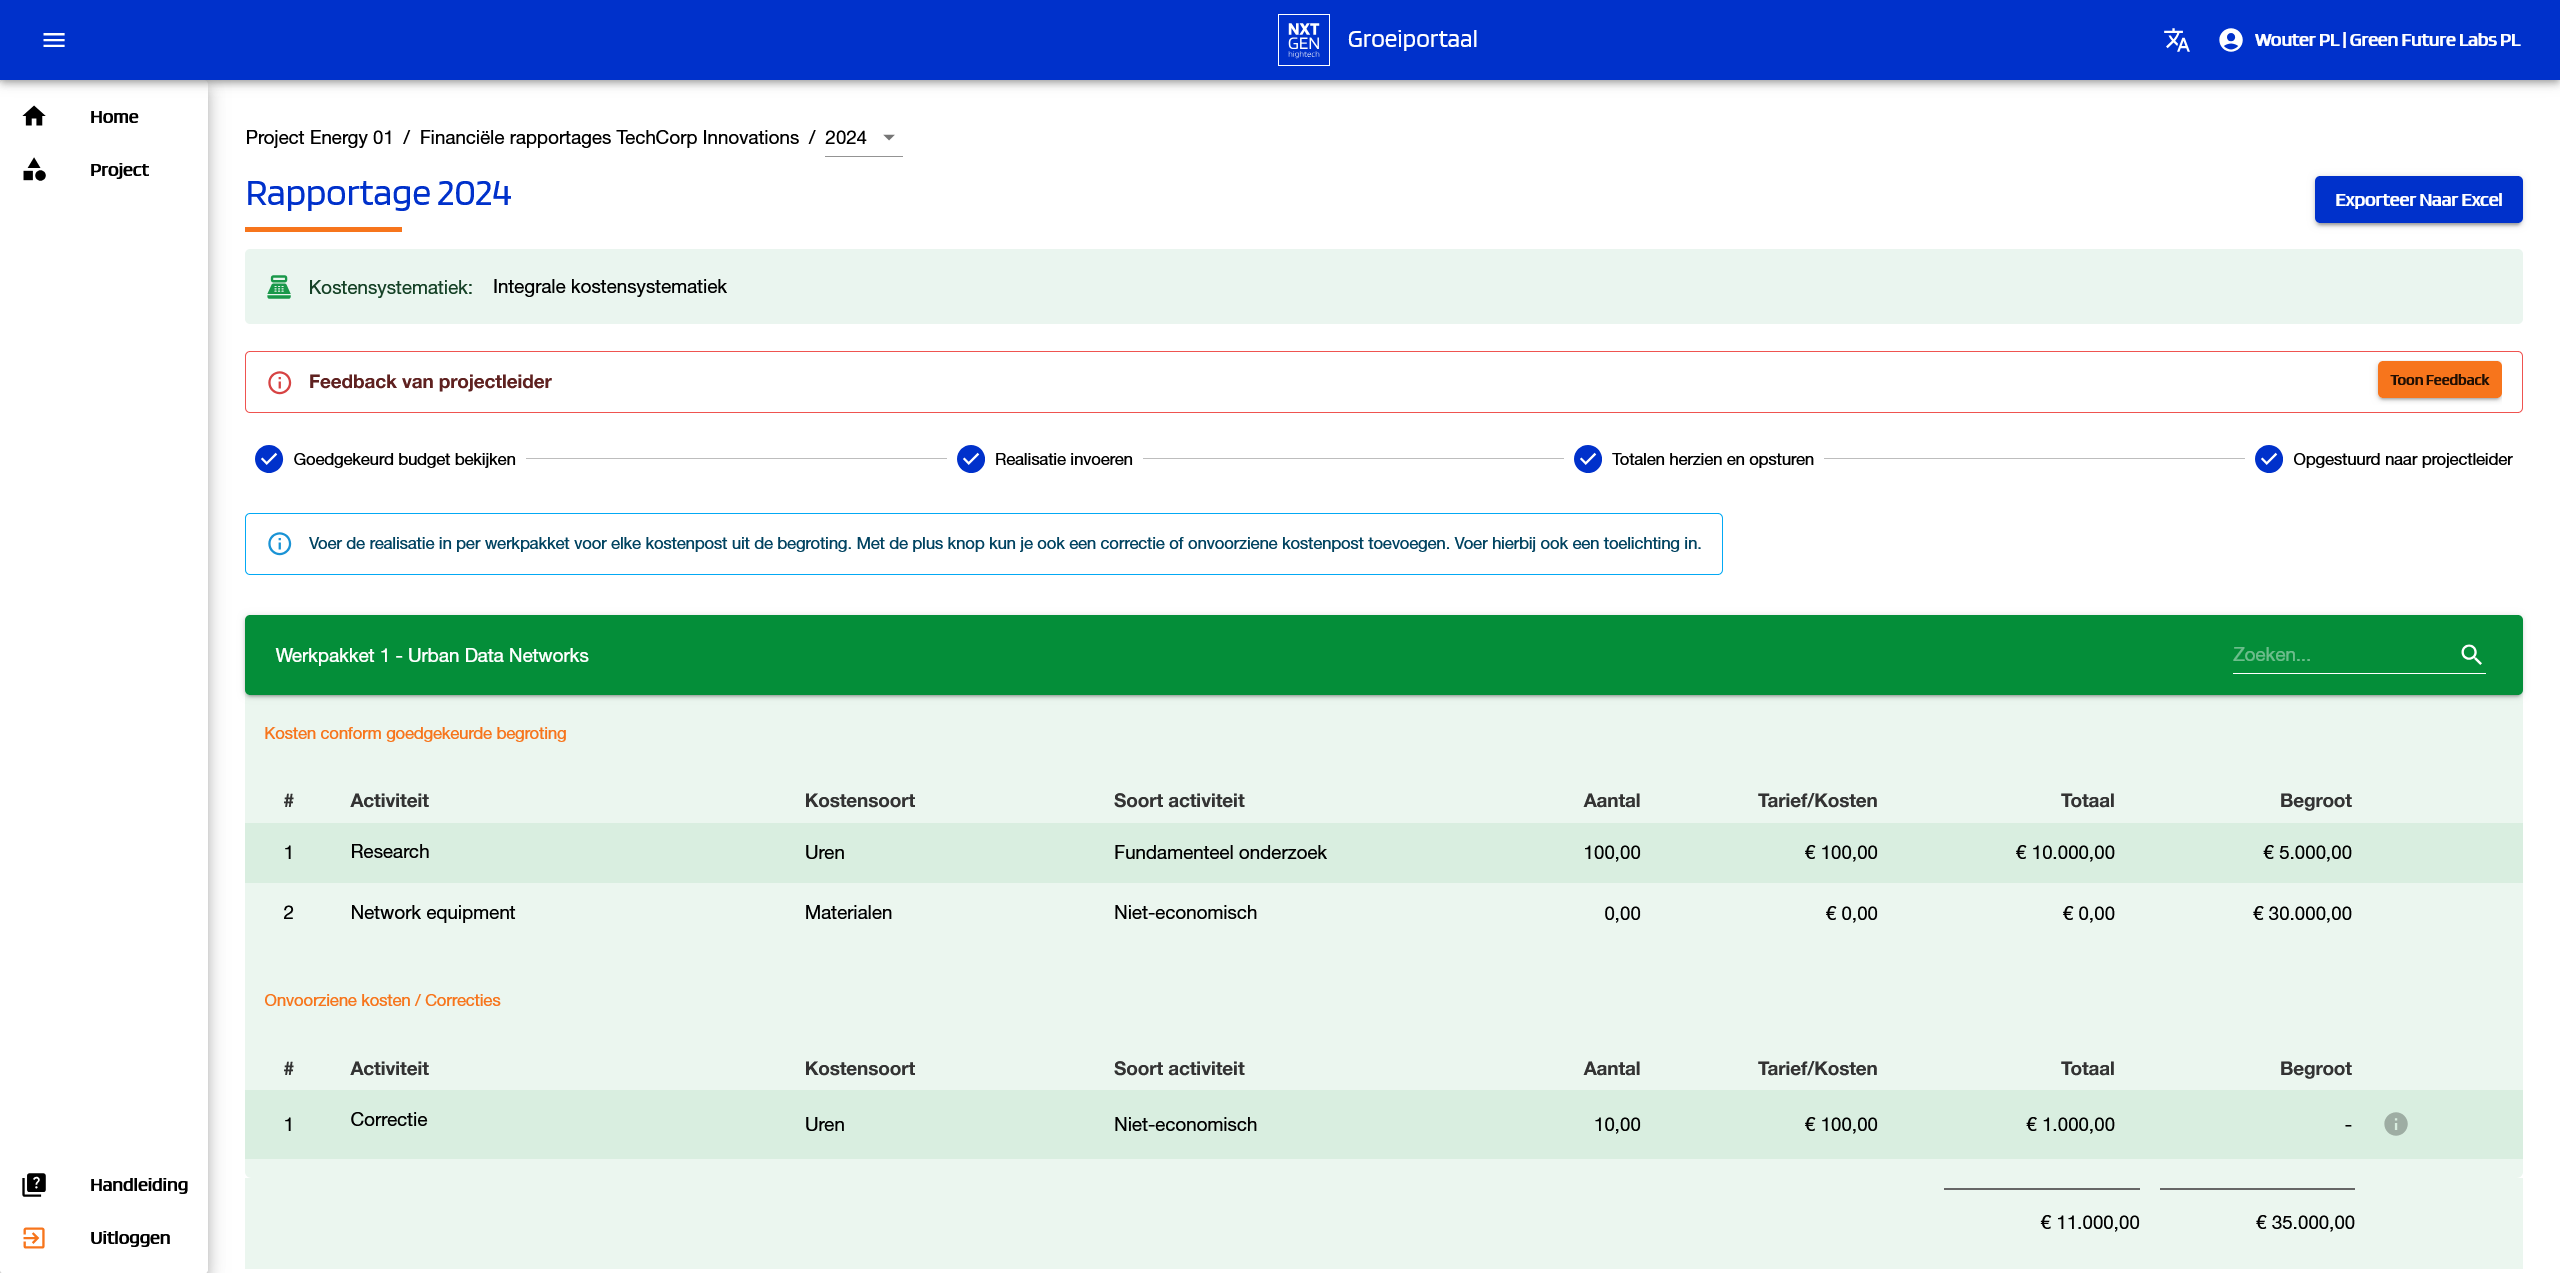 NXT
GEN
hightech
Groeiportaal
Wouter PL | Green Future Labs PL
Home
Project
Handleiding
Uitloggen
Project Energy 01 / Financiële rapportages TechCorp Innovations / 2024
Rapportage 2024
Exporteer Naar Excel
Kostensystematiek: Integrale kostensystematiek
Feedback van projectleider
Toon Feedback
Goedgekeurd budget bekijken
Realisatie invoeren
Totalen herzien en opsturen
Opgestuurd naar projectleider
Voer de realisatie in per werkpakket voor elke kostenpost uit de begroting. Met de plus knop kun je ook een correctie of onvoorziene kostenpost toevoegen. Voer hierbij ook een toelichting in.
Werkpakket 1 - Urban Data Networks
Zoeken...
Kosten conform goedgekeurde begroting
# Activiteit Kostensoort Soort activiteit Aantal Tarief/Kosten Totaal Begroot
1 Research Uren Fundamenteel onderzoek 100,00 € 100,00 € 10.000,00 € 5.000,00
2 Network equipment Materialen Niet-economisch 0,00 € 0,00 € 0,00 € 30.000,00
Onvoorziene kosten / Correcties
# Activiteit Kostensoort Soort activiteit Aantal Tarief/Kosten Totaal Begroot
1 Correctie Uren Niet-economisch 10,00 € 100,00 € 1.000,00 -
€ 11.000,00 € 35.000,00